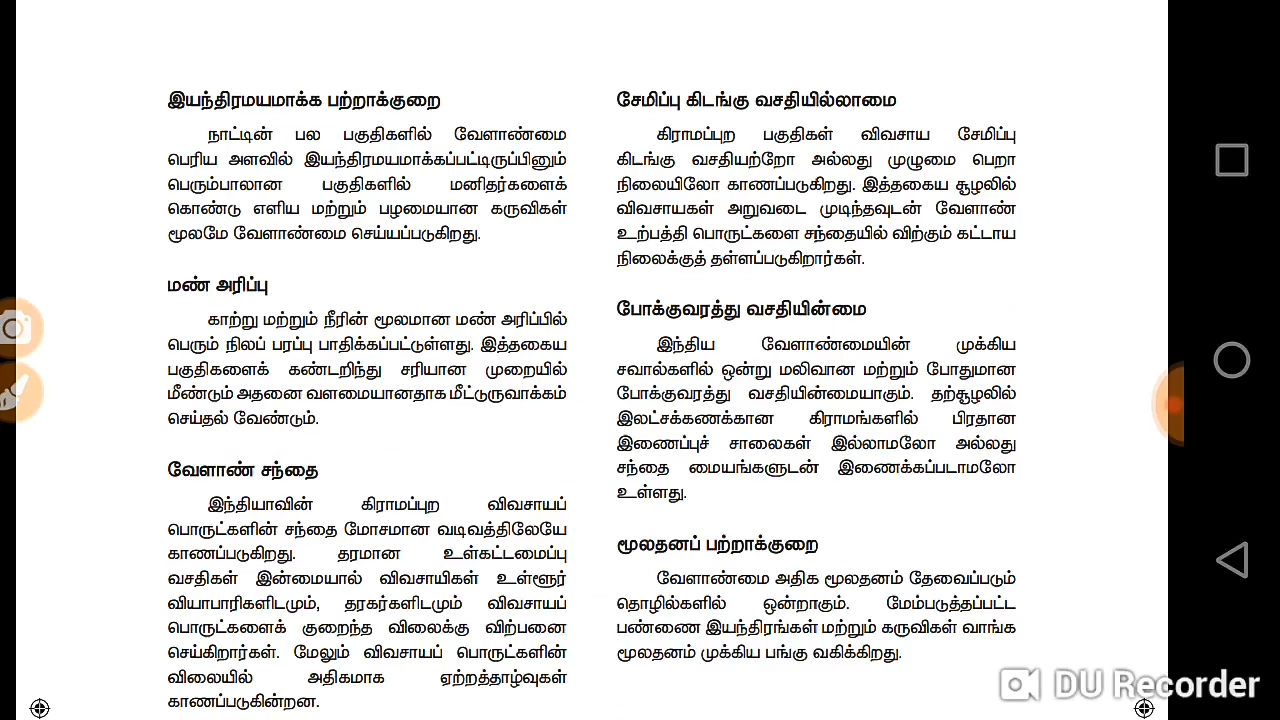 இயந்திரமயமாக்க பற்றாக்குறை
நாட்டின் பல பகுதிகளில் வேளாண்மை
பெரிய அளவில் இயந்திரமயமாக்கப்பட்டிருப்பினும்
பெரும்பாலான பகுதிகளில் மனிதர்களைக்
கொண்டு எளிய மற்றும் பழமையான கருவிகள்
மூலமே வேளாண்மை செய்யப்படுகிறது.
மண் அரிப்பு
காற்று மற்றும் நீரின் மூலமான மண் அரிப்பில்
பெரும் நிலப் பரப்பு பாதிக்கப்பட்டுள்ளது. இத்தகைய
பகுதிகளைக் கண்டறிந்து சரியான முறையில்
மீண்டும் அதனை வளமையானதாக மீட்டுருவாக்கம்
செய்தல் வேண்டும்.
வேளாண் சந்தை
இந்தியாவின் கிராமப்புற விவசாயப்
பொருட்களின் சந்தை மோசமான வடிவத்திலேயே
காணப்படுகிறது. தரமான உள்கட்டமைப்பு
வசதிகள் இன்மையால் விவசாயிகள் உள்ளூர்
வியாபாரிகளிடமும், தரகர்களிடமும் விவசாயப்
பொருட்களைக் குறைந்த விலைக்கு விற்பனை
செய்கிறார்கள். மேலும் விவசாயப் பொருட்களின்
விலையில் அதிகமாக ஏற்றத்தாழ்வுகள்
காணப்படுகின்றன.
சேமிப்பு கிடங்கு வசதியில்லாமை
கிராமப்புற பகுதிகள் விவசாய சேமிப்பு
கிடங்கு வசதியற்றோ அல்லது முழுமை பெறா
நிலையிலோ காணப்படுகிறது. இத்தகைய சூழலில்
விவசாயகள் அறுவடை முடிந்தவுடன் வேளாண்
உற்பத்தி பொருட்களை சந்தையில் விற்கும் கட்டாய
நிலைக்குத் தள்ளப்படுகிறார்கள்.
போக்குவரத்து வசதியின்மை
இந்திய வேளாண்மையின் முக்கிய
சவால்களில் ஒன்று மலிவான மற்றும் போதுமான
போக்குவரத்து வசதியின்மையாகும். தற்சூழலில்
இலட்சக்கணக்கான கிராமங்களில் பிரதான
இணைப்புச் சாலைகள் இல்லாமலோ அல்லது
சந்தை மையங்களுடன் இணைக்கப்படாமலோ
உள்ளது.
மூலதனப் பற்றாக்குறை
வேளாண்மை அதிக மூலதனம் தேவைப்படும்
தொழில்களில் ஒன்றாகும். மேம்படுத்தப்பட்ட
பண்ணை இயந்திரங்கள் மற்றும் கருவிகள் வாங்க
மூலதனம் முக்கிய பங்கு வகிக்கிறது.
DU Recorder